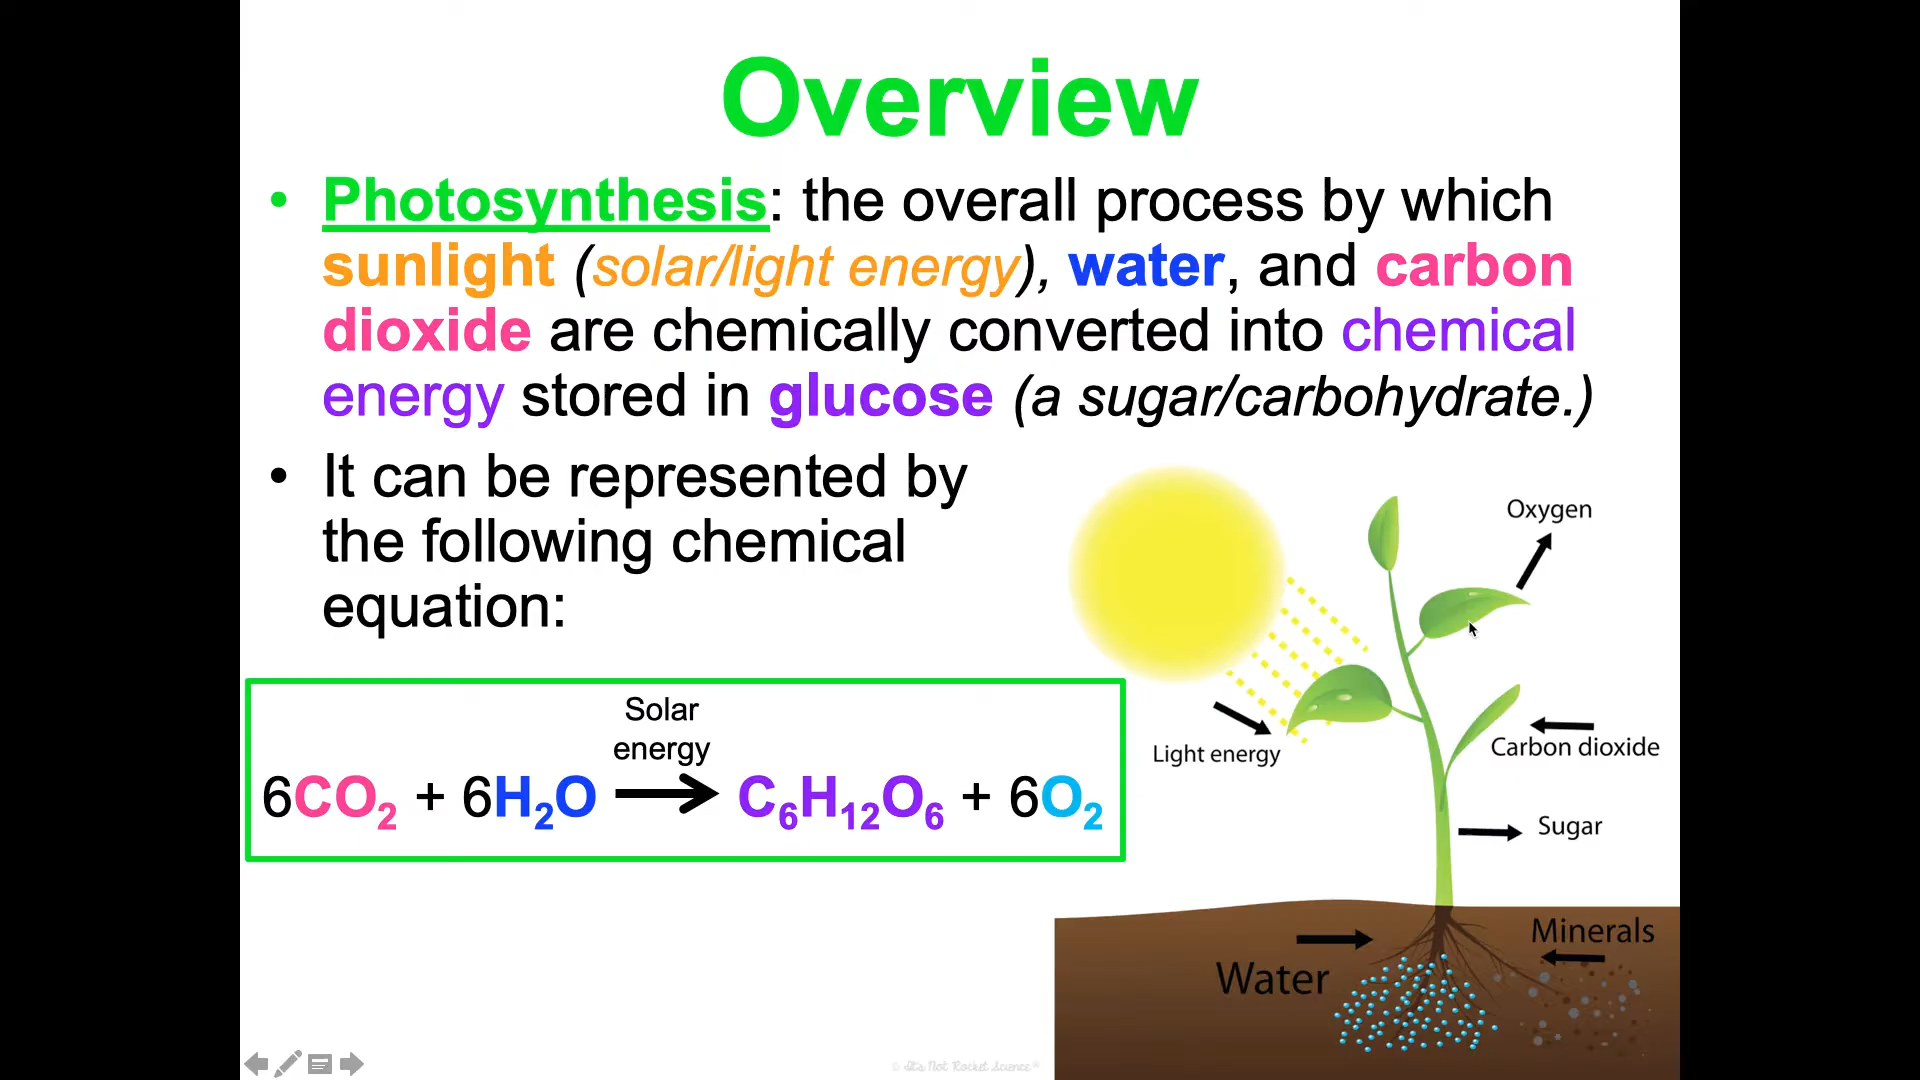 Overview
• Photosynthesis: the overall process by which
sunlight (solar/light energy), water, and carbon
dioxide are chemically converted into chemical
energy stored in glucose (a sugar/carbohydrate.)
• It can be represented by
the following chemical
equation:
Solar
energy
6CO₂ + 6H₂O → C₆H₁₂O₆ + 6O₂
Oxygen
Light energy
Carbon dioxide
Sugar
Minerals
Water
© It's Not Rocket Science®